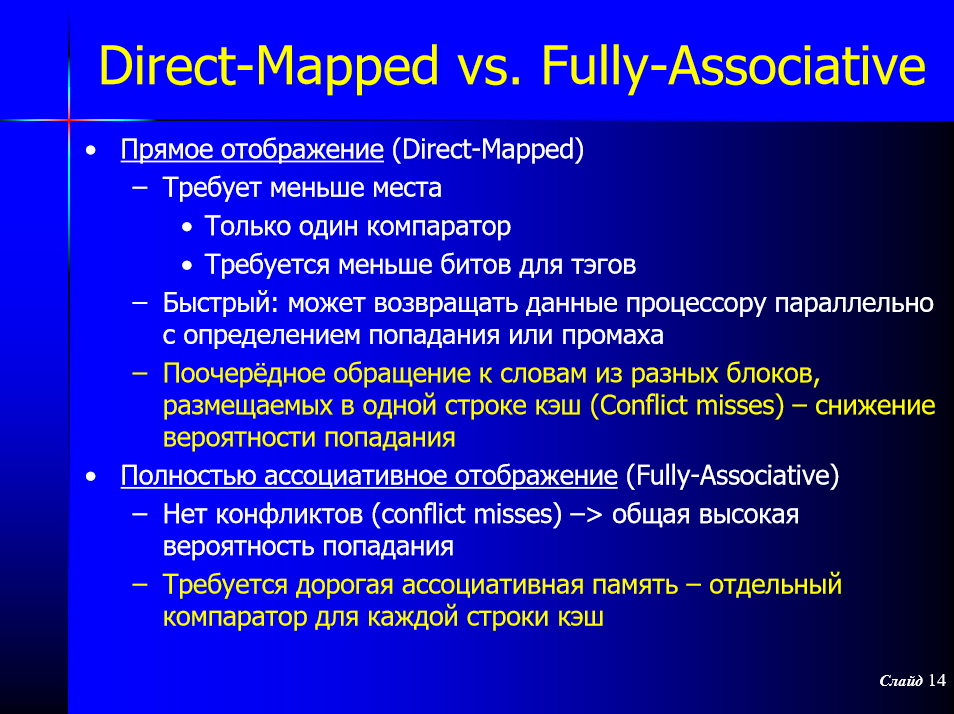 Direct-Mapped vs. Fully-Associative
• Прямое отображение (Direct-Mapped)
– Требует меньше места
• Только один компаратор
• Требуется меньше битов для тэгов
– Быстрый: может возвращать данные процессору параллельно
с определением попадания или промаха
– Поочерёдное обращение к словам из разных блоков,
размещаемых в одной строке кэш (Conflict misses) – снижение
вероятности попадания
• Полностью ассоциативное отображение (Fully-Associative)
– Нет конфликтов (conflict misses) –> общая высокая
вероятность попадания
– Требуется дорогая ассоциативная память – отдельный
компаратор для каждой строки кэш
Слайд 14